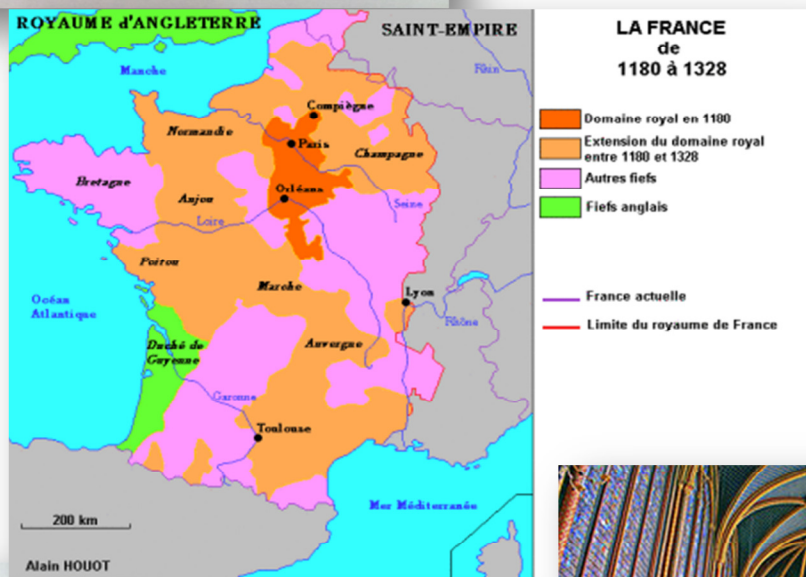 ROYAUME d'ANGLETERRE
SAINT-EMPIRE
Manche
Rhin
Compiègne
Normandie
Paris
Champagne
Bretagne
Anjou
Orléans
Loire
Seine
Poitou
Marche
Lyon
Océan
Atlantique
Rhône
Duché de
Guyenne
Auvergne
Garonne
Toulouse
Mer Méditerranée
200 km
Alain HOUOT
LA FRANCE
de
1180 à 1328
Domaine royal en 1180
Extension du domaine royal
entre 1180 et 1328
Autres fiefs
Fiefs anglais
France actuelle
Limite du royaume de France